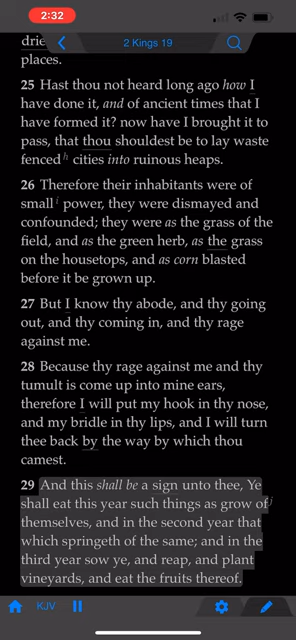 2:32
2 Kings 19
drie
places.
25 Hast thou not heard long ago how I
have done it, and of ancient times that I
have formed it? now have I brought it to
pass, that thou shouldest be to lay waste
fenced h cities into ruinous heaps.
26 Therefore their inhabitants were of
small i power, they were dismayed and
confounded; they were as the grass of the
field, and as the green herb, as the grass
on the housetops, and as corn blasted
before it be grown up.
27 But I know thy abode, and thy going
out, and thy coming in, and thy rage
against me.
28 Because thy rage against me and thy
tumult is come up into mine ears,
therefore I will put my hook in thy nose,
and my bridle in thy lips, and I will turn
thee back by the way by which thou
camest.
29 And this shall be a sign unto thee, Ye
shall eat this year such things as grow of j
themselves, and in the second year that
which springeth of the same; and in the
third year sow ye, and reap, and plant
vineyards, and eat the fruits thereof.
KJV